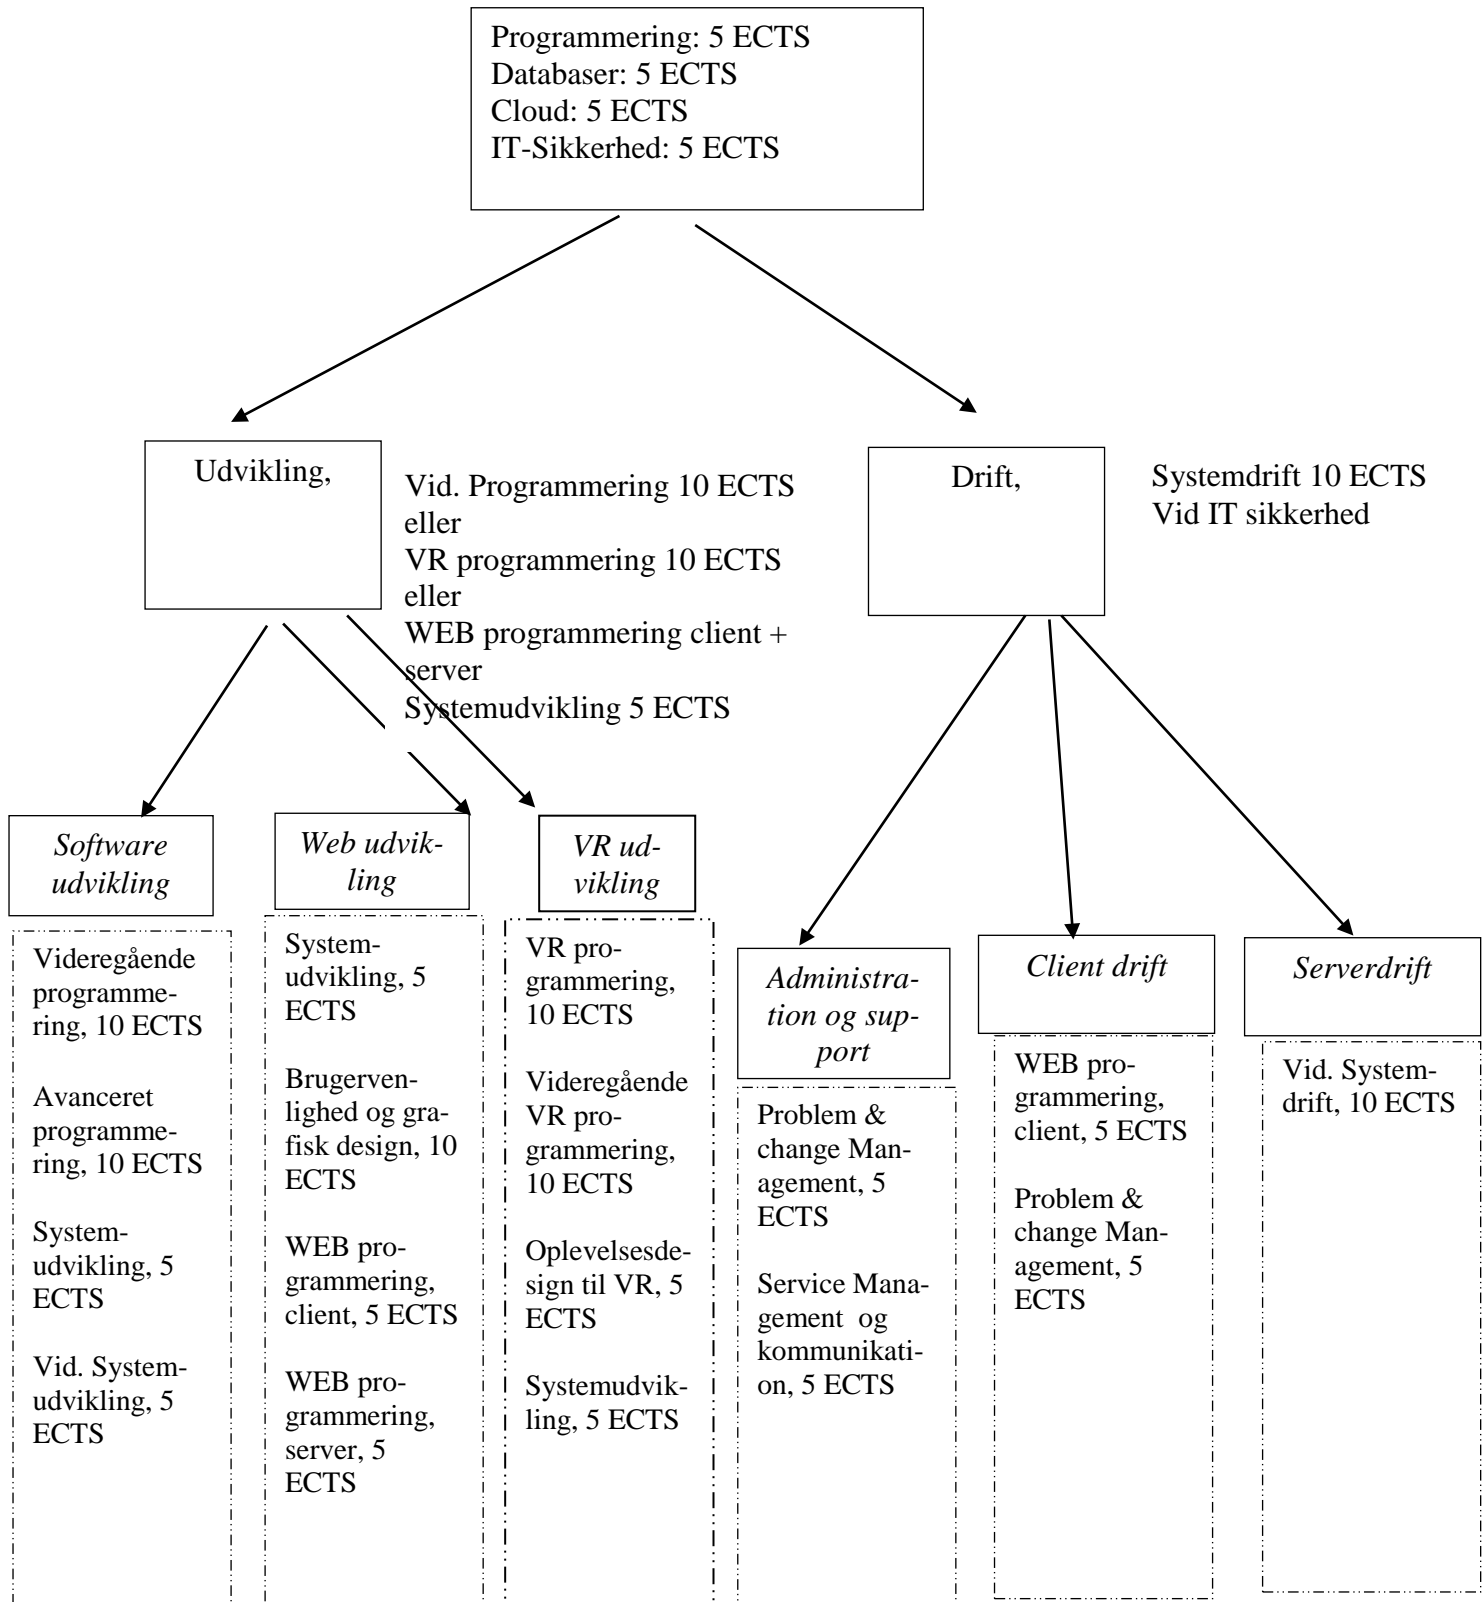 Programmering: 5 ECTS
Databaser: 5 ECTS
Cloud: 5 ECTS
IT-Sikkerhed: 5 ECTS
Udvikling,
Vid. Programmering 10 ECTS
eller
VR programmering 10 ECTS
eller
WEB programmering client +
server
Systemudvikling 5 ECTS
Drift,
Systemdrift 10 ECTS
Vid IT sikkerhed
Software
udvikling
Videregående
programme-
ring, 10 ECTS
Avanceret
programme-
ring, 10 ECTS
System-
udvikling, 5
ECTS
Vid. System-
udvikling, 5
ECTS
Web udvik-
ling
System-
udvikling, 5
ECTS
Brugerven-
lighed og gra-
fisk design, 10
ECTS
WEB pro-
grammering,
client, 5 ECTS
WEB pro-
grammering,
server, 5
ECTS
VR ud-
vikling
VR pro-
grammering,
10 ECTS
Videregående
VR pro-
grammering,
10 ECTS
Oplevelsesde-
sign til VR, 5
ECTS
Systemudvik-
ling, 5 ECTS
Administra-
tion og sup-
port
Problem &
change Man-
agement, 5
ECTS
Service Mana-
gement  og
kommunikati-
on, 5 ECTS
Client drift
WEB pro-
grammering,
client, 5 ECTS
Problem &
change Man-
agement, 5
ECTS
Serverdrift
Vid. System-
drift, 10 ECTS